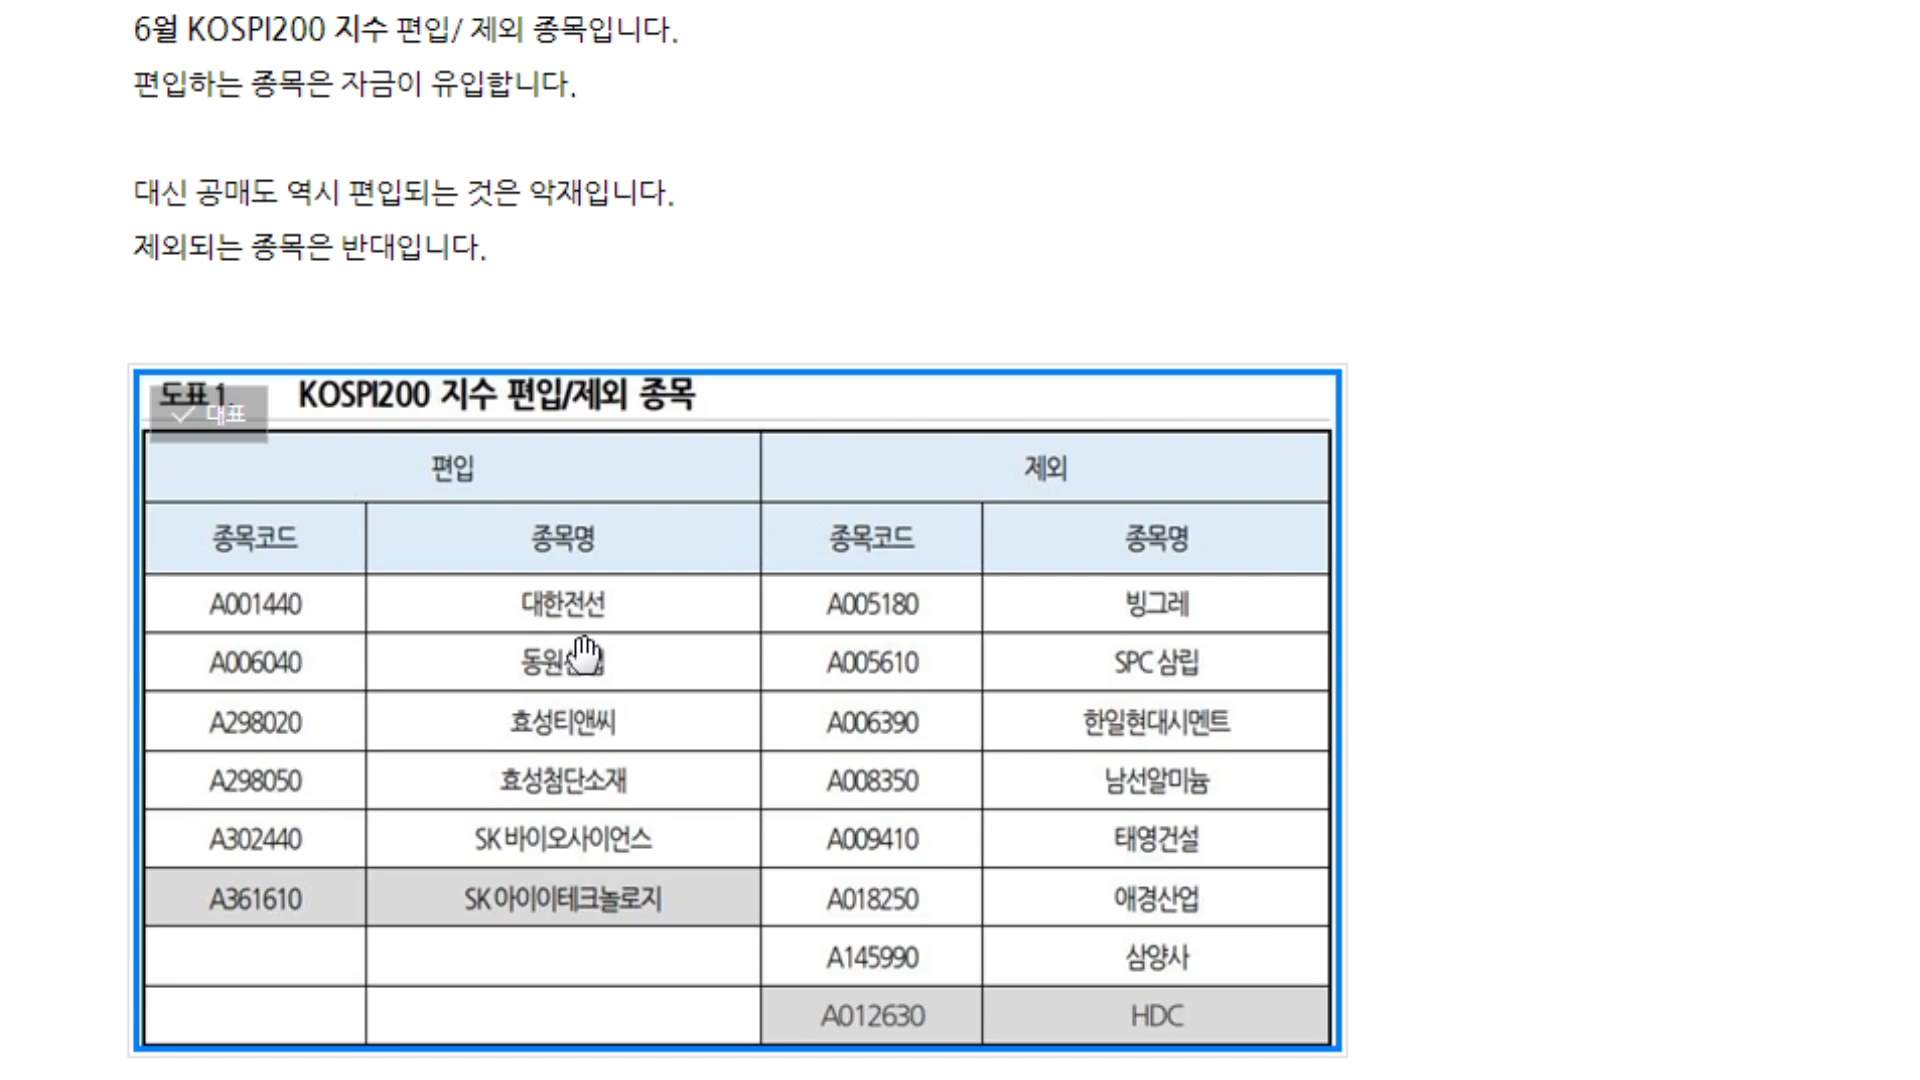 6월 KOSPI200 지수 편입/ 제외 종목입니다.
편입하는 종목은 자금이 유입합니다.
대신 공매도 역시 편입되는 것은 악재입니다.
제외되는 종목은 반대입니다.
도표 1. KOSPI200 지수 편입/제외 종목
대표
편입 제외
종목코드 종목명 종목코드 종목명
A001440 대한전선 A005180 빙그레
A006040 A005610 SPC 삼립
A298020 효성티앤씨 A006390 한일현대시멘트
A298050 효성첨단소재 A008350 남선알미늄
A302440 SK 바이오사이언스 A009410 태영건설
A361610 SK 아이이테크놀로지 A018250 애경산업
A145990 삼양사
A012630 HDC